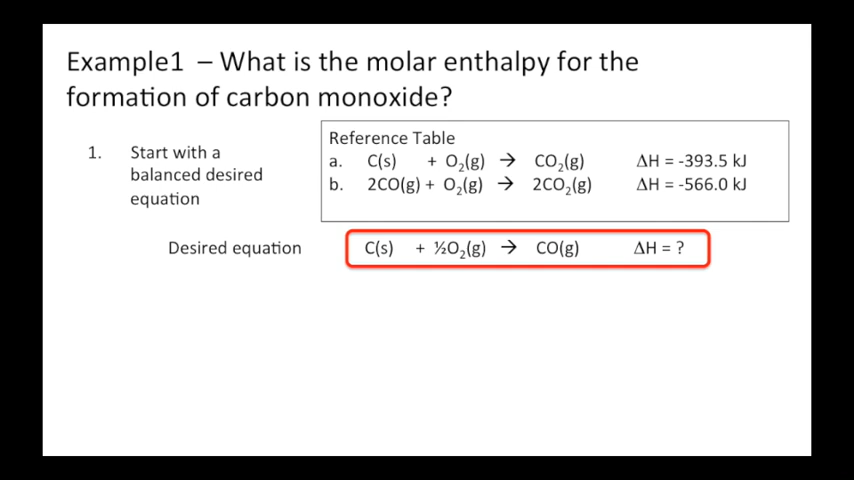 Example1 – What is the molar enthalpy for the
formation of carbon monoxide?
1. Start with a
balanced desired
equation
Reference Table
a. C(s) + O₂(g) → CO₂(g) ΔH = -393.5 kJ
b. 2CO(g) + O₂(g) → 2CO₂(g) ΔH = -566.0 kJ
Desired equation C(s) + ½O₂(g) → CO(g) ΔH = ?